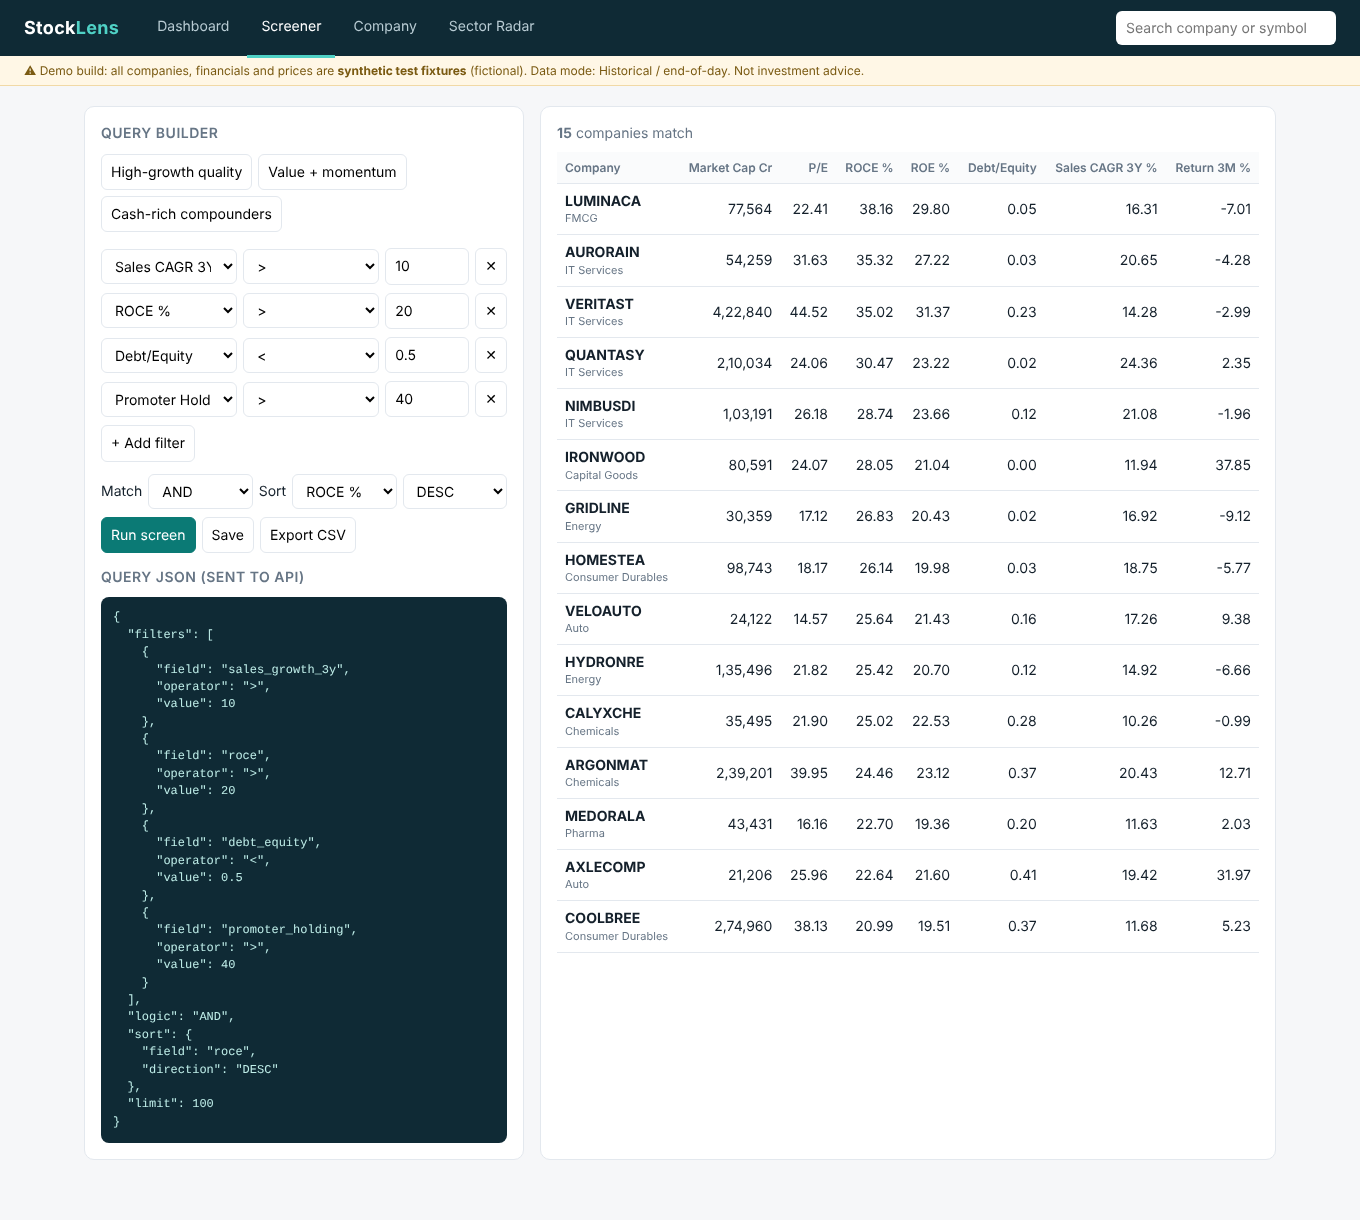 StockLens Dashboard Screener Company Sector Radar Search company or symbol
⚠ Demo build: all companies, financials and prices are synthetic test fixtures (fictional). Data mode: Historical / end-of-day. Not investment advice.
QUERY BUILDER
High-growth quality Value + momentum
Cash-rich compounders
Sales CAGR 3Y > 10 ✕
ROCE % > 20 ✕
Debt/Equity < 0.5 ✕
Promoter Hold > 40 ✕
+ Add filter
Match AND Sort ROCE % DESC
Run screen Save Export CSV
QUERY JSON (SENT TO API)
{
  "filters": [
    {
      "field": "sales_growth_3y",
      "operator": ">",
      "value": 10
    },
    {
      "field": "roce",
      "operator": ">",
      "value": 20
    },
    {
      "field": "debt_equity",
      "operator": "<",
      "value": 0.5
    },
    {
      "field": "promoter_holding",
      "operator": ">",
      "value": 40
    }
  ],
  "logic": "AND",
  "sort": {
    "field": "roce",
    "direction": "DESC"
  },
  "limit": 100
}
15 companies match
Company Market Cap Cr P/E ROCE % ROE % Debt/Equity Sales CAGR 3Y % Return 3M %
LUMINACA 77,564 22.41 38.16 29.80 0.05 16.31 -7.01
FMCG
AURORAIN 54,259 31.63 35.32 27.22 0.03 20.65 -4.28
IT Services
VERITAST 4,22,840 44.52 35.02 31.37 0.23 14.28 -2.99
IT Services
QUANTASY 2,10,034 24.06 30.47 23.22 0.02 24.36 2.35
IT Services
NIMBUSDI 1,03,191 26.18 28.74 23.66 0.12 21.08 -1.96
IT Services
IRONWOOD 80,591 24.07 28.05 21.04 0.00 11.94 37.85
Capital Goods
GRIDLINE 30,359 17.12 26.83 20.43 0.02 16.92 -9.12
Energy
HOMESTEA 98,743 18.17 26.14 19.98 0.03 18.75 -5.77
Consumer Durables
VELOAUTO 24,122 14.57 25.64 21.43 0.16 17.26 9.38
Auto
HYDRONRE 1,35,496 21.82 25.42 20.70 0.12 14.92 -6.66
Energy
CALYXCHE 35,495 21.90 25.02 22.53 0.28 10.26 -0.99
Chemicals
ARGONMAT 2,39,201 39.95 24.46 23.12 0.37 20.43 12.71
Chemicals
MEDORALA 43,431 16.16 22.70 19.36 0.20 11.63 2.03
Pharma
AXLECOMP 21,206 25.96 22.64 21.60 0.41 19.42 31.97
Auto
COOLBREE 2,74,960 38.13 20.99 19.51 0.37 11.68 5.23
Consumer Durables